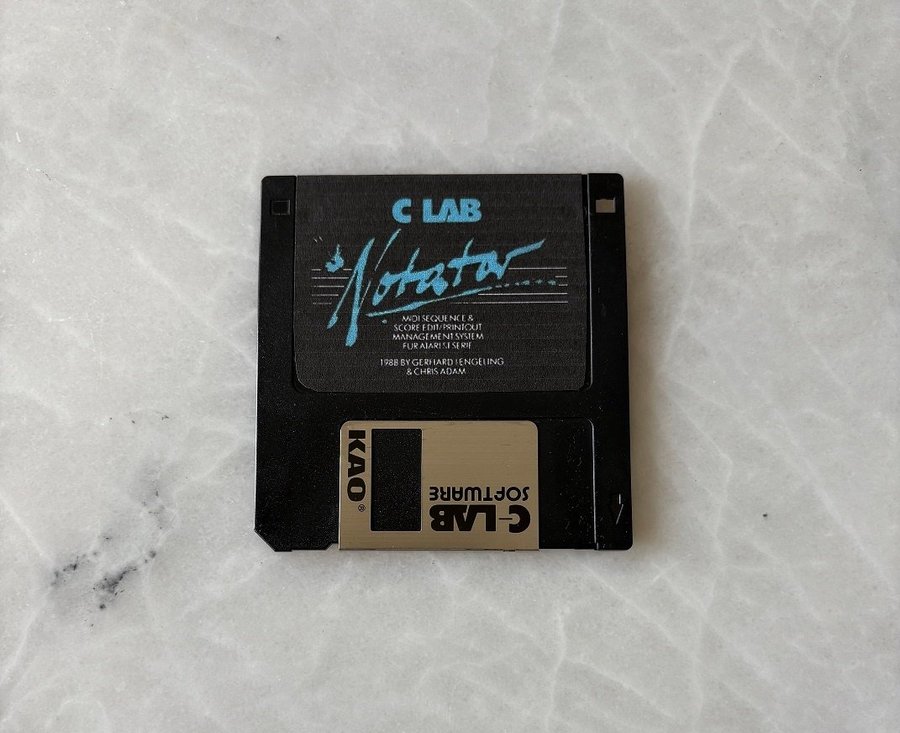 C LAB
Notator
MIDI SEQUENCE &
SCORE EDIT/PRINTOUT
MANAGEMENT SYSTEM
FUR ATARI ST SERIE
1988 BY GERHARD LENGELING
& CHRIS ADAM
KAO®
C-LAB
SOFTWARE